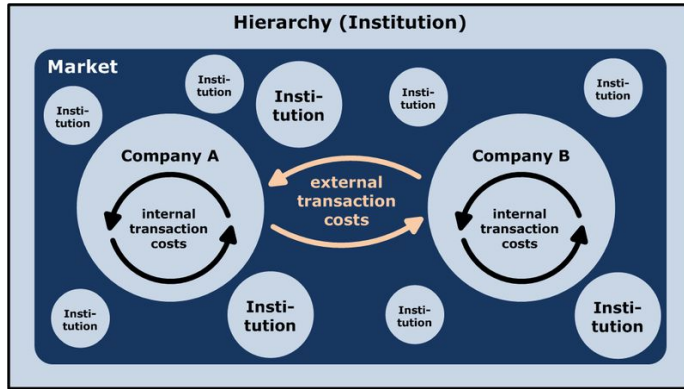 Hierarchy (Institution)
Market
Insti-
tution
Insti-
tution
Insti-
tution
Insti-
tution
Insti-
tution
Company A
internal
transaction
costs
external
transaction
costs
Company B
internal
transaction
costs
Insti-
tution
Insti-
tution
Insti-
tution
Insti-
tution